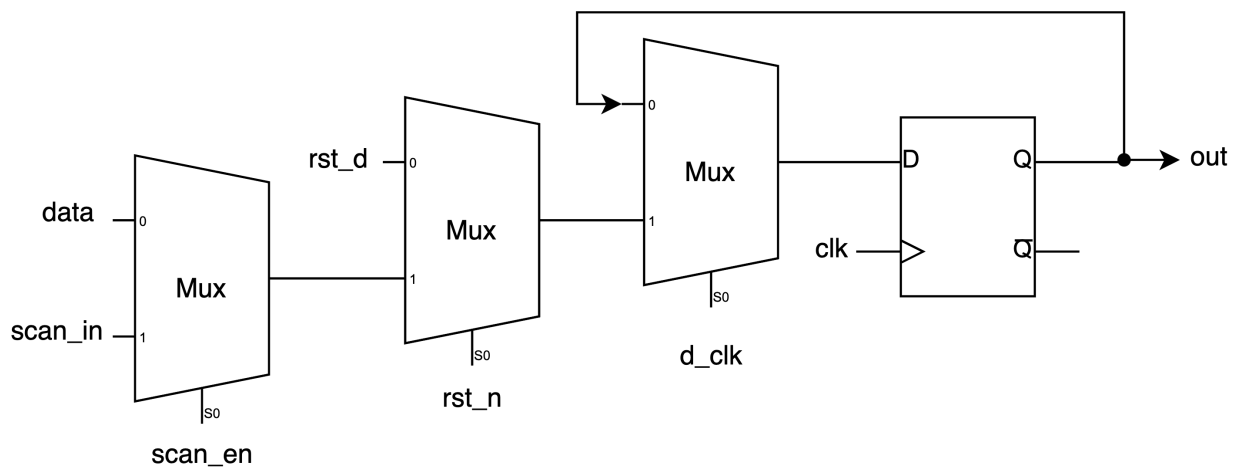 0
Mux
1
S0
d_clk
rst_d
0
Mux
1
S0
rst_n
data
0
Mux
scan_in
1
S0
scan_en
D
Q
clk
Q̅
out